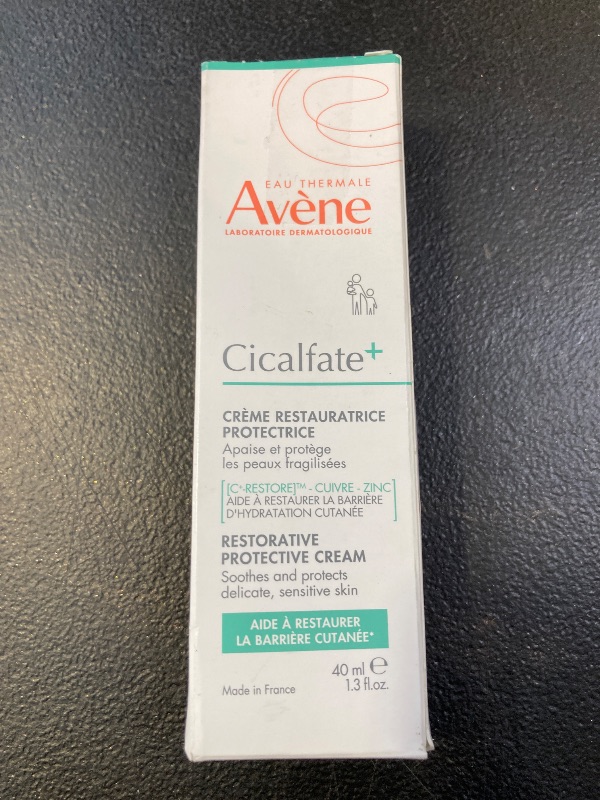 EAU THERMALE
Avène
LABORATOIRE DERMATOLOGIQUE
Cicalfate+
CRÈME RESTAURATRICE
PROTECTRICE
Apaise et protège
les peaux fragilisées
[C+-RESTORE]™ - CUIVRE - ZINC
AIDE À RESTAURER LA BARRIÈRE
D'HYDRATATION CUTANÉE
RESTORATIVE
PROTECTIVE CREAM
Soothes and protects
delicate, sensitive skin
AIDE À RESTAURER
LA BARRIÈRE CUTANÉE*
40 ml ℮
Made in France 1.3 fl.oz.